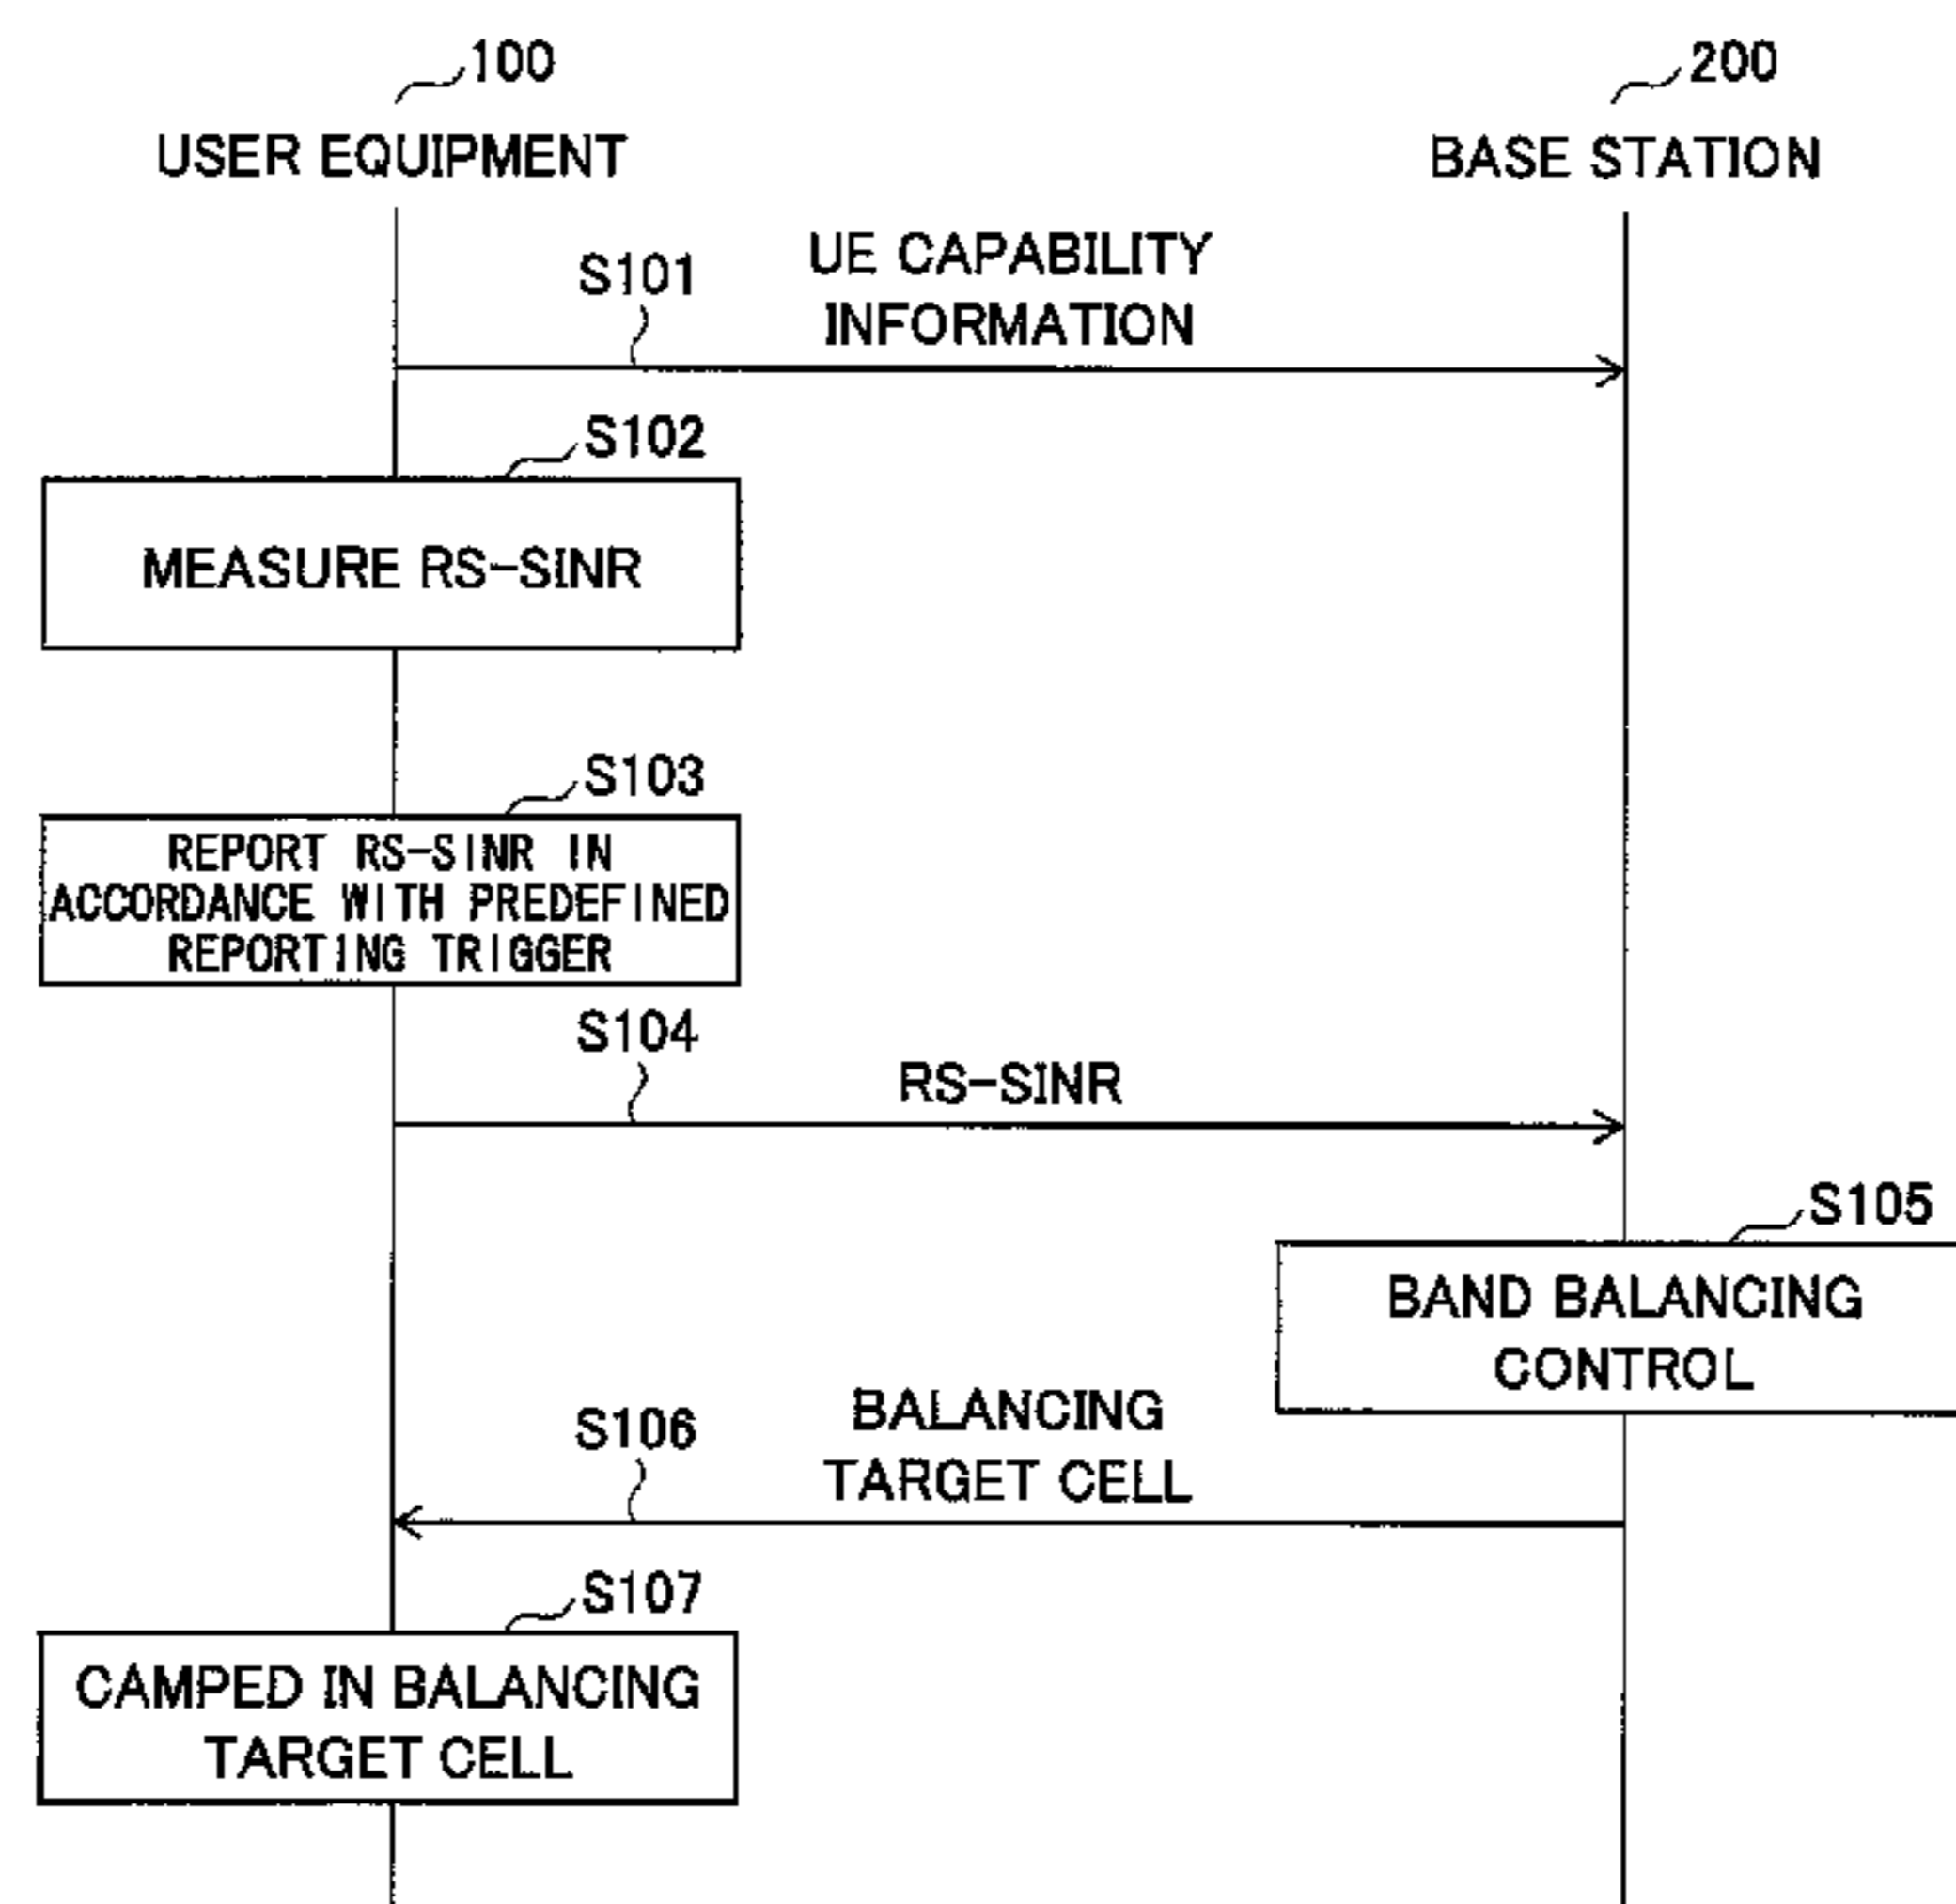 100
200
USER EQUIPMENT
BASE STATION
S101
UE CAPABILITY
INFORMATION
S102
MEASURE RS-SINR
S103
REPORT RS-SINR IN
ACCORDANCE WITH PREDEFINED
REPORTING TRIGGER
S104
RS-SINR
S105
BAND BALANCING
CONTROL
S106
BALANCING
TARGET CELL
S107
CAMPED IN BALANCING
TARGET CELL